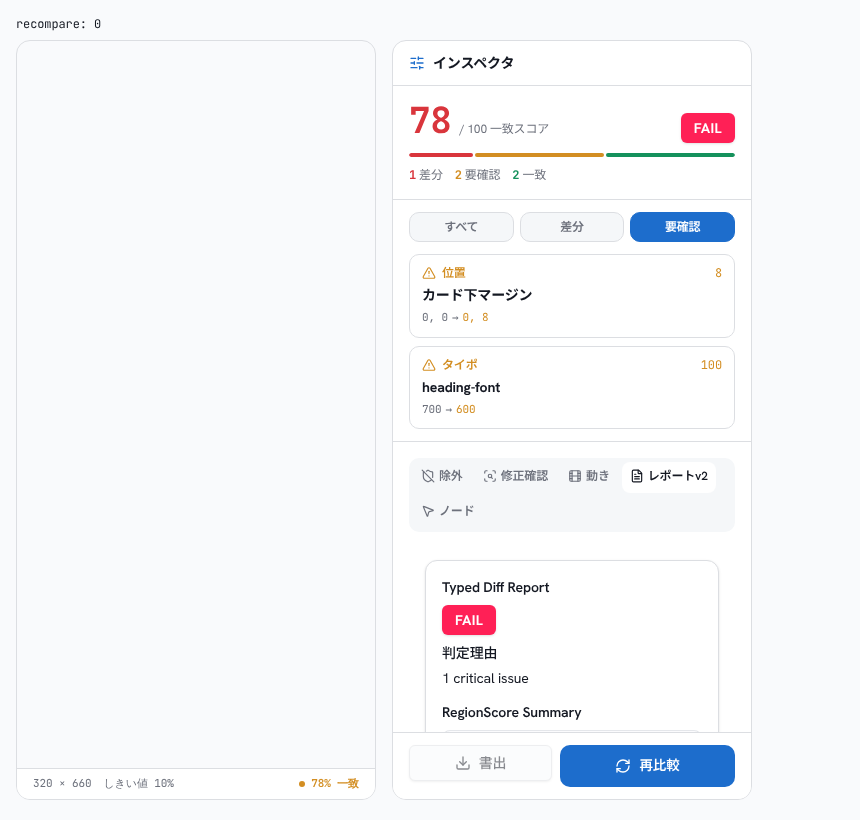 recompare: 0
インスペクタ
78 / 100 一致スコア FAIL
1 差分 2 要確認 2 一致
すべて 差分 要確認
位置 8
カード下マージン
0, 0 → 0, 8
タイポ 100
heading-font
700 → 600
除外 修正確認 動き レポートv2
ノード
Typed Diff Report
FAIL
判定理由
1 critical issue
RegionScore Summary
320 × 660 しきい値 10% 78% 一致
書出 再比較